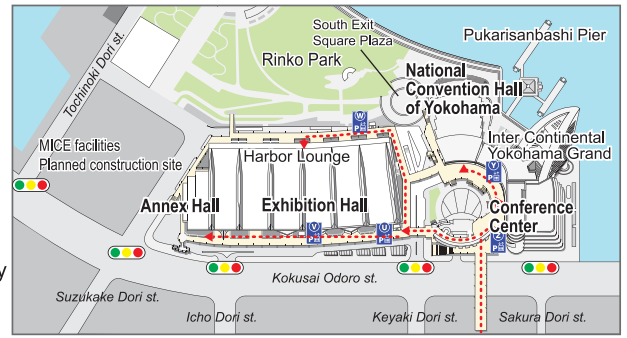 South Exit
Square Plaza
Pukarisanbashi Pier
Rinko Park
National
Convention Hall
of Yokohama
Tochinoki Dori st.
W
P
MICE facilities
Planned construction site
Harbor Lounge
Inter Continental
Yokohama Grand
Y
P
Annex Hall
Exhibition Hall
Conference
Center
V
P
U
P
Z
P
y
Kokusai Odoro st.
Suzukake Dori st.
Icho Dori st.
Keyaki Dori st.
Sakura Dori st.